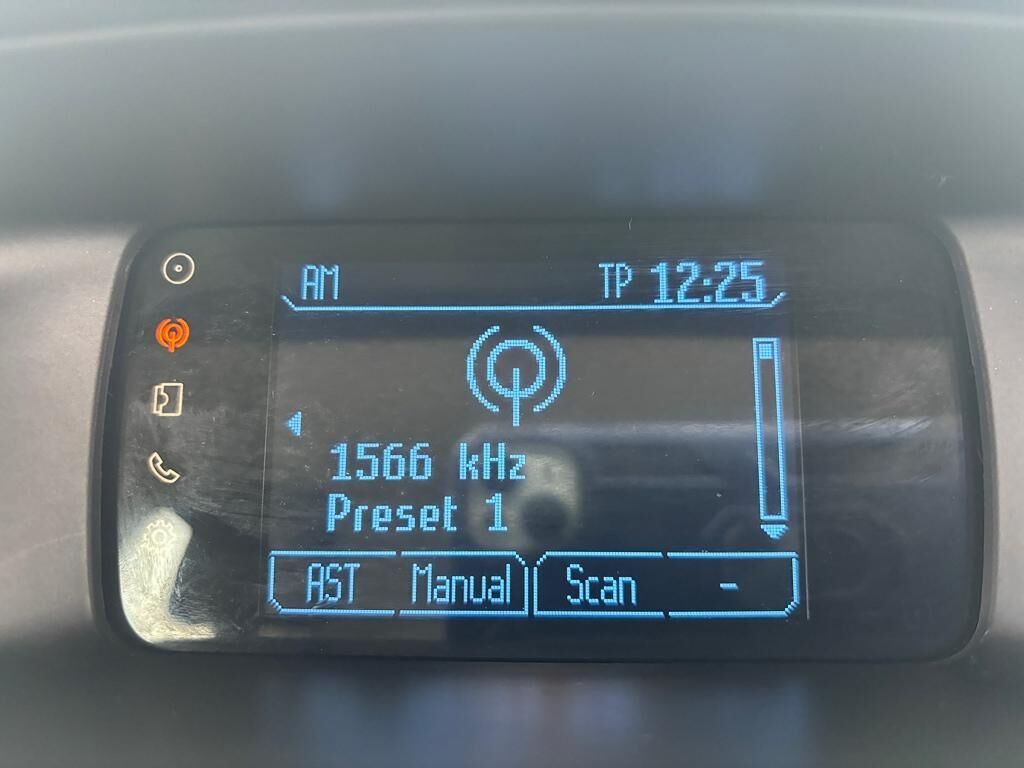 AM TP 12:25
1566 kHz
Preset 1
AST Manual Scan -